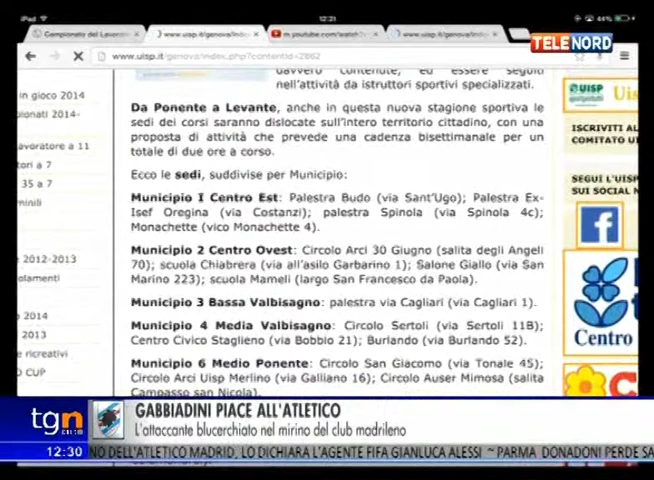 iPad
12:31
44%
Campionato del Lavorato
www.uisp.it/genova/index
m.youtube.com/watch?
www.uisp.it/genova/index
TELENORD
www.uisp.it/genova/index.php?contentId=2862
davvero contenute, ed essere seguiti
nell'attività da istruttori sportivi specializzati.
Da Ponente a Levante, anche in questa nuova stagione sportiva le
sedi dei corsi saranno dislocate sull'intero territorio cittadino, con una
proposta di attività che prevede una cadenza bisettimanale per un
totale di due ore a corso.
Ecco le sedi, suddivise per Municipio:
Municipio I Centro Est: Palestra Budo (via Sant'Ugo); Palestra Ex-
Isef Oregina (via Costanzi); palestra Spinola (via Spinola 4c);
Monachette (vico Monachette 4).
Municipio 2 Centro Ovest: Circolo Arci 30 Giugno (salita degli Angeli
70); scuola Chiabrera (via all'asilo Garbarino 1); Salone Giallo (via San
Marino 223); scuola Mameli (largo San Francesco da Paola).
Municipio 3 Bassa Valbisagno: palestra via Cagliari (via Cagliari 1).
Municipio 4 Media Valbisagno: Circolo Sertoli (via Sertoli 11B);
Centro Civico Staglieno (via Bobbio 21); Burlando (via Burlando 52).
Municipio 6 Medio Ponente: Circolo San Giacomo (via Tonale 45);
Circolo Arci Uisp Merlino (via Galliano 16); Circolo Auser Mimosa (salita
Campasso san Nicola).
in gioco 2014
pionati 2014-
avoratore a 11
tori a 7
35 a 7
minili
2012-2013
olamenti
2014
2013
e ricreativi
O CUP
UISP
Uis
ISCRIVITI AL
COMITATO U
SEGUI L'UISP
SUI SOCIAL N
Centro
tgn
12:30
GABBIADINI PIACE ALL'ATLETICO
L'attaccante blucerchiato nel mirino del club madrileno
NO DELL'ATLETICO MADRID, LO DICHIARA L'AGENTE FIFA GIANLUCA ALESSI ~ PARMA DONADONI PERDE SA